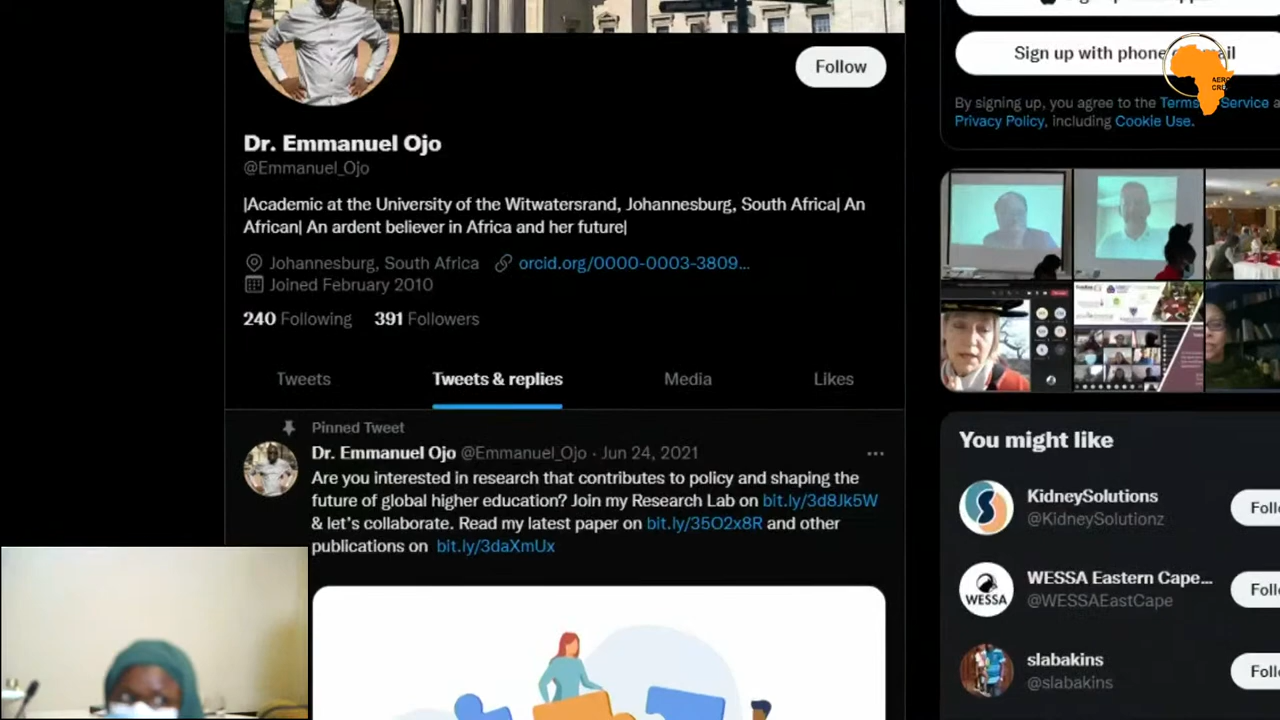 Sign up with phone
By signing up, you agree to the Terms Service
Privacy Policy, including Cookie Use.
Follow
Dr. Emmanuel Ojo
@Emmanuel_Ojo
|Academic at the University of the Witwatersrand, Johannesburg, South Africa| An
African| An ardent believer in Africa and her future|
Johannesburg, South Africa orcid.org/0000-0003-3809...
Joined February 2010
240 Following 391 Followers
Tweets Tweets & replies Media Likes
Pinned Tweet
Dr. Emmanuel Ojo @Emmanuel_Ojo · Jun 24, 2021
Are you interested in research that contributes to policy and shaping the
future of global higher education? Join my Research Lab on bit.ly/3d8Jk5W
& let's collaborate. Read my latest paper on bit.ly/35O2x8R and other
publications on bit.ly/3daXmUx
You might like
KidneySolutions
@KidneySolutionz
WESSA
WESSA Eastern Cape...
@WESSAEastCape
slabakins
@slabakins